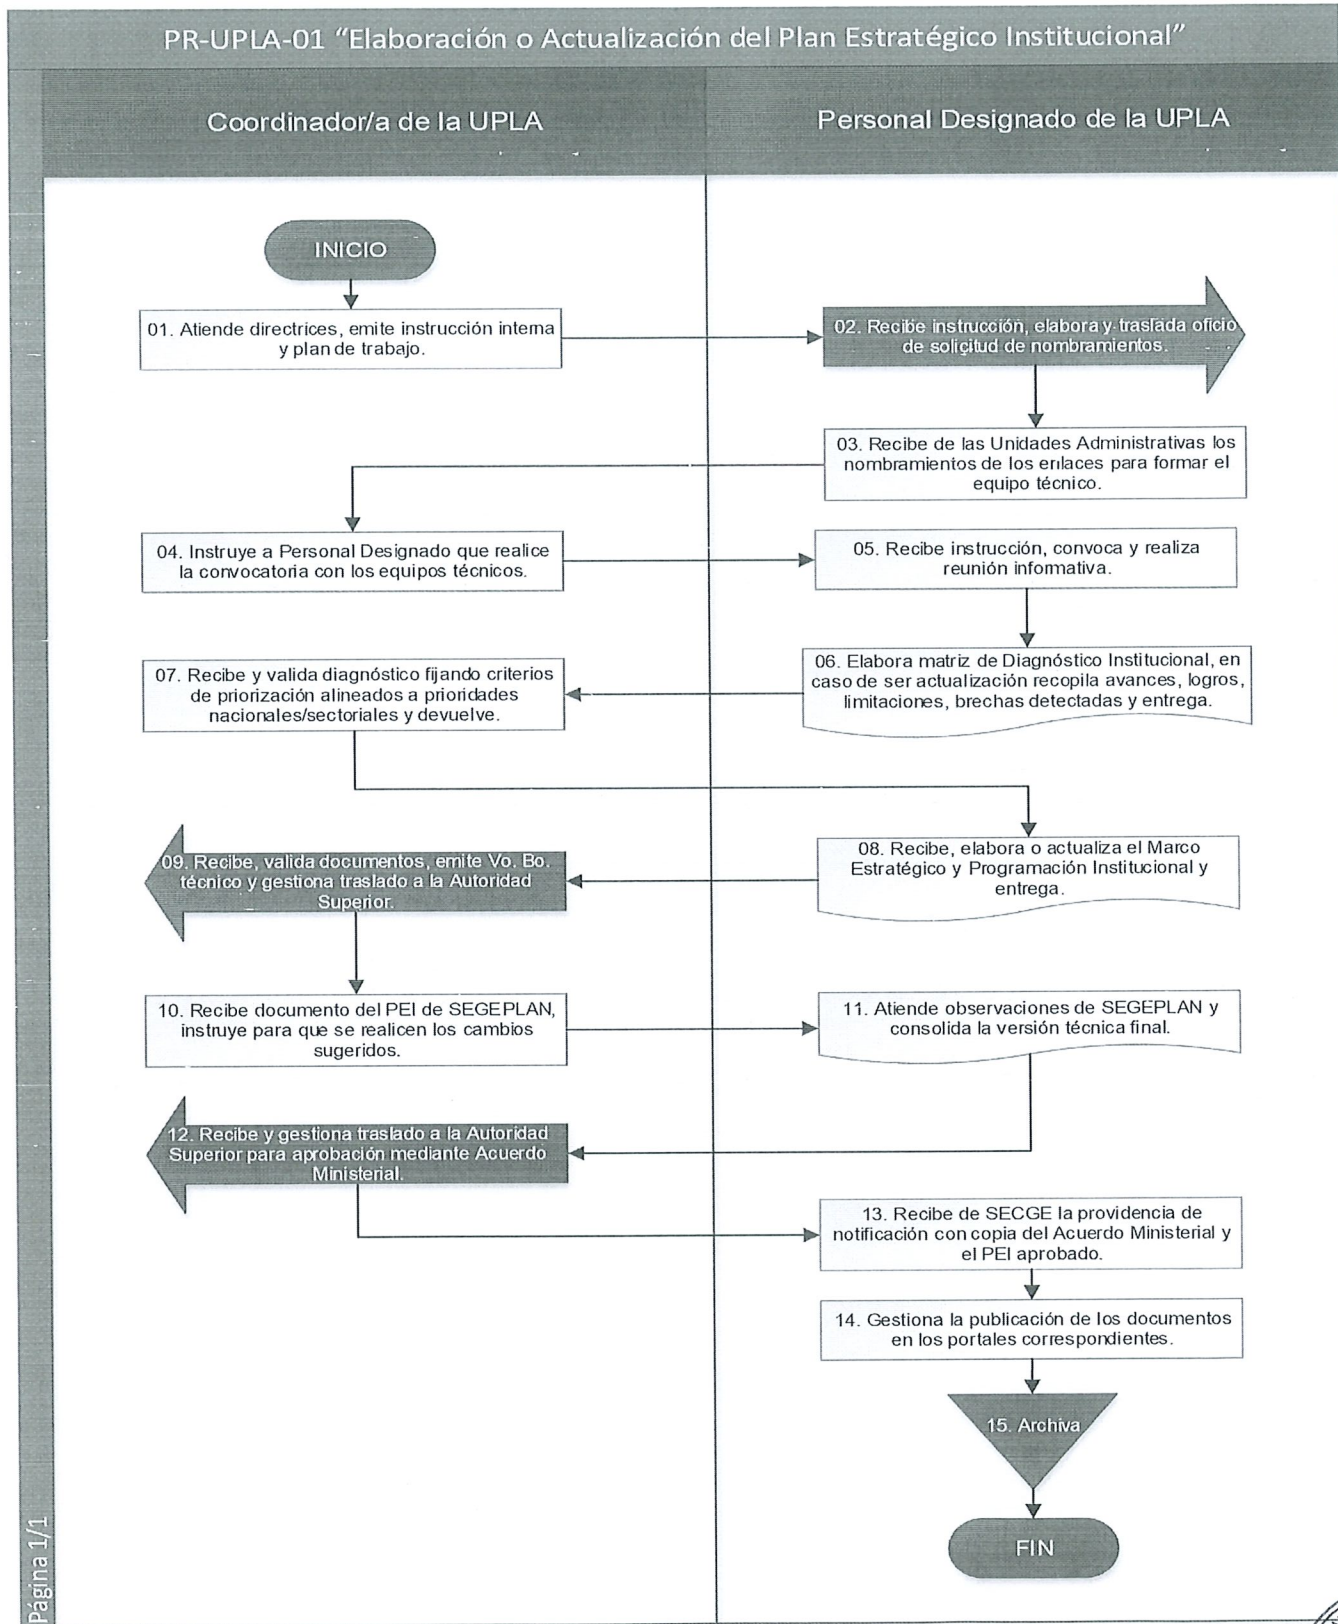 PR-UPLA-01 “Elaboración o Actualización del Plan Estratégico Institucional”
Coordinador/a de la UPLA
Personal Designado de la UPLA
INICIO
01. Atiende directrices, emite instrucción interna
y plan de trabajo.
02. Recibe instrucción, elabora y traslada oficio
de solicitud de nombramientos.
03. Recibe de las Unidades Administrativas los
nombramientos de los enlaces para formar el
equipo técnico.
04. Instruye a Personal Designado que realice
la convocatoria con los equipos técnicos.
05. Recibe instrucción, convoca y realiza
reunión informativa.
06. Elabora matriz de Diagnóstico Institucional, en
caso de ser actualización recopila avances, logros,
limitaciones, brechas detectadas y entrega.
07. Recibe y valida diagnóstico fijando criterios
de priorización alineados a prioridades
nacionales/sectoriales y devuelve.
08. Recibe, elabora o actualiza el Marco
Estratégico y Programación Institucional y
entrega.
09. Recibe, valida documentos, emite Vo. Bo.
técnico y gestiona traslado a la Autoridad
Superior.
10. Recibe documento del PEI de SEGEPLAN,
instruye para que se realicen los cambios
sugeridos.
11. Atiende observaciones de SEGEPLAN y
consolida la versión técnica final.
12. Recibe y gestiona traslado a la Autoridad
Superior para aprobación mediante Acuerdo
Ministerial.
13. Recibe de SECGE la providencia de
notificación con copia del Acuerdo Ministerial y
el PEI aprobado.
14. Gestiona la publicación de los documentos
en los portales correspondientes.
15. Archiva
FIN
Página 1/1